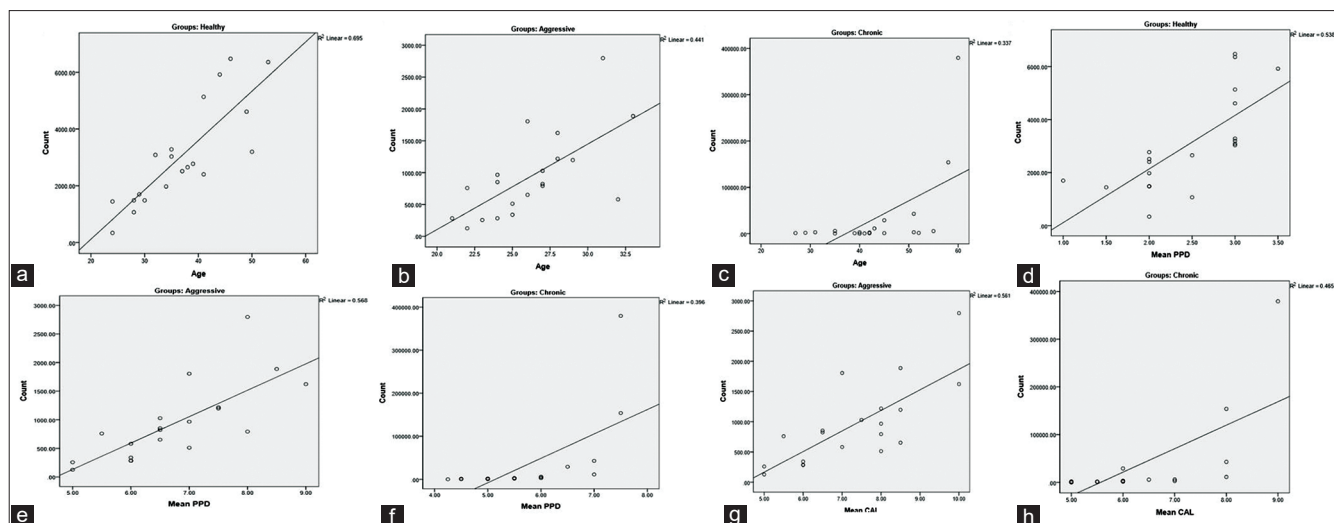 Groups: Healthy
R² Linear = 0.695
Count
6000.00
4000.00
2000.00
.00
20 30 40 50 60
Age
a
Groups: Aggressive
R² Linear = 0.441
Count
3000.00
2500.00
2000.00
1500.00
1000.00
500.00
.00
20.0 22.5 25.0 27.5 30.0 32.5
Age
b
Groups: Chronic
R² Linear = 0.337
Count
400000.00
300000.00
200000.00
100000.00
.00
20 30 40 50 60
Age
c
Groups: Healthy
R² Linear = 0.538
Count
6000.00
4000.00
2000.00
.00
1.00 1.50 2.00 2.50 3.00 3.50
Mean PPD
d
Groups: Aggressive
R² Linear = 0.560
Count
3000.00
2500.00
2000.00
1500.00
1000.00
500.00
.00
5.00 6.00 7.00 8.00 9.00
Mean PPD
e
Groups: Chronic
R² Linear = 0.396
Count
400000.00
300000.00
200000.00
100000.00
.00
4.00 5.00 6.00 7.00 8.00
Mean PPD
f
Groups: Aggressive
R² Linear = 0.561
Count
3000.00
2500.00
2000.00
1500.00
1000.00
500.00
.00
5.00 6.00 7.00 8.00 9.00 10.00
Mean CAL
g
Groups: Chronic
R² Linear = 0.485
Count
400000.00
300000.00
200000.00
100000.00
.00
5.00 6.00 7.00 8.00 9.00
Mean CAL
h